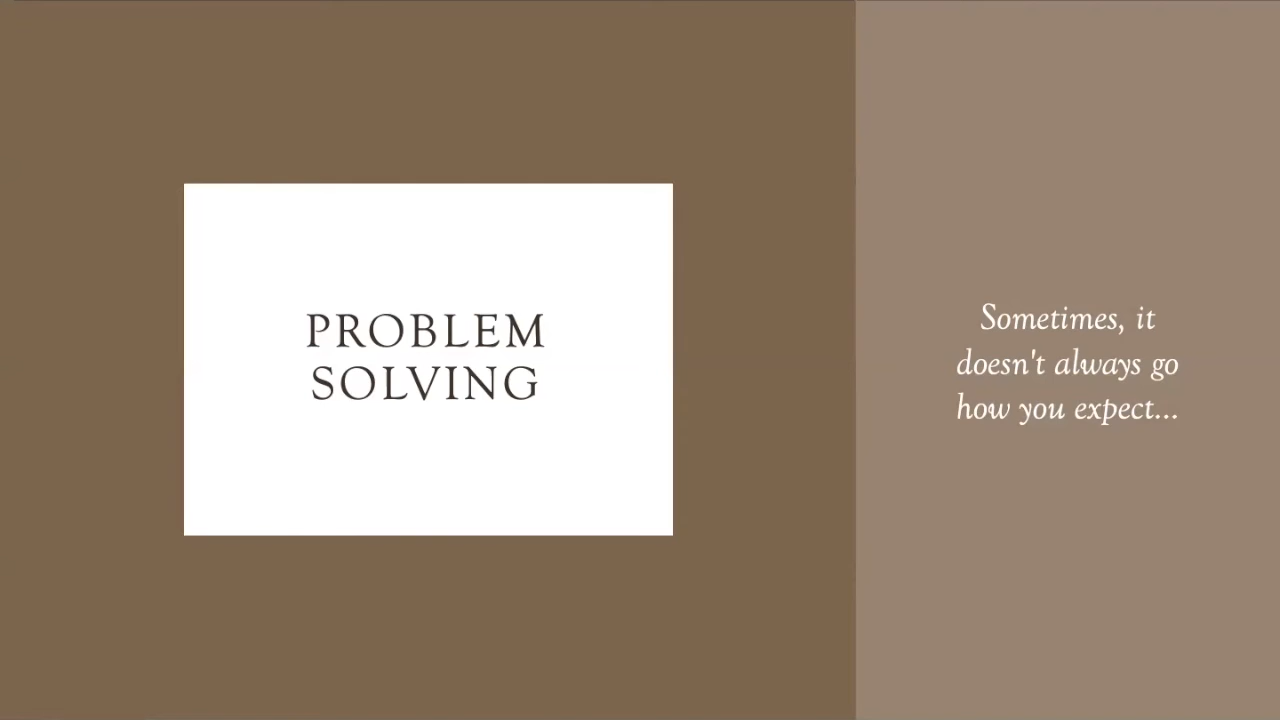 PROBLEM
SOLVING
Sometimes, it
doesn't always go
how you expect...